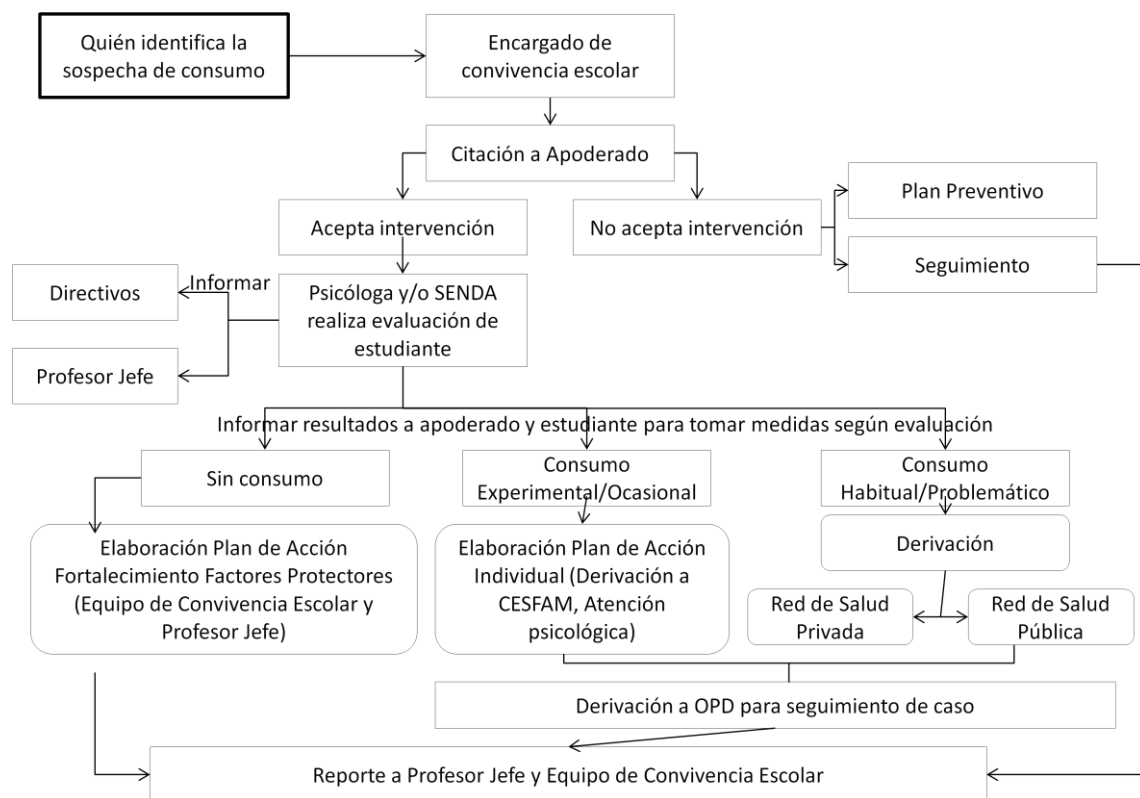 Quién identifica la
sospecha de consumo
Encargado de
convivencia escolar
Citación a Apoderado
Acepta intervención
No acepta intervención
Plan Preventivo
Seguimiento
Informar
Directivos
Profesor Jefe
Psicóloga y/o SENDA
realiza evaluación de
estudiante
Informar resultados a apoderado y estudiante para tomar medidas según evaluación
Sin consumo
Consumo
Experimental/Ocasional
Consumo
Habitual/Problemático
Elaboración Plan de Acción
Fortalecimiento Factores Protectores
(Equipo de Convivencia Escolar y
Profesor Jefe)
Elaboración Plan de Acción
Individual (Derivación a
CESFAM, Atención
psicológica)
Derivación
Red de Salud
Privada
Red de Salud
Pública
Derivación a OPD para seguimiento de caso
Reporte a Profesor Jefe y Equipo de Convivencia Escolar